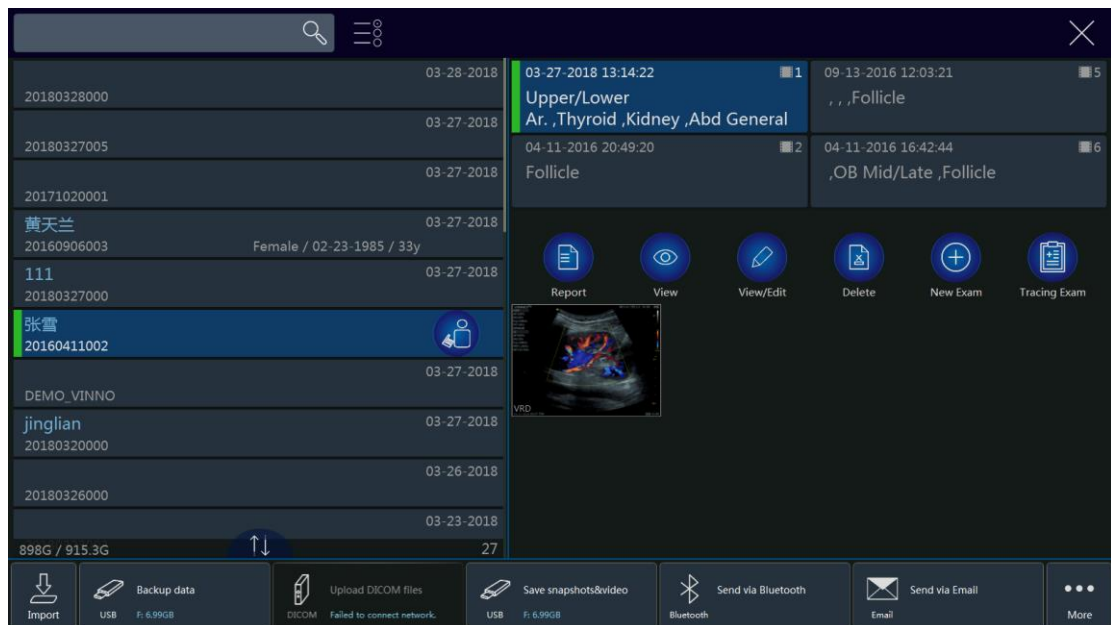 03-28-2018
20180328000
03-27-2018
20180327005
03-27-2018
20171020001
黄天兰 03-27-2018
20160906003 Female / 02-23-1985 / 33y
111 03-27-2018
20180327000
张雪
20160411002
03-27-2018
DEMO_VINNO
jinglian 03-27-2018
20180320000
03-26-2018
20180326000
03-23-2018
898G / 915.3G 27
03-27-2018 13:14:22 1
Upper/Lower
Ar. ,Thyroid ,Kidney ,Abd General
09-13-2016 12:03:21 5
, , ,Follicle
04-11-2016 20:49:20 2
Follicle
04-11-2016 16:42:44 6
,OB Mid/Late ,Follicle
Report View View/Edit Delete New Exam Tracing Exam
VRD
Import
Backup data
USB F: 6.99GB
Upload DICOM files
DICOM Failed to connect network.
Save snapshots&video
USB F: 6.99GB
Send via Bluetooth
Bluetooth
Send via Email
Email
More